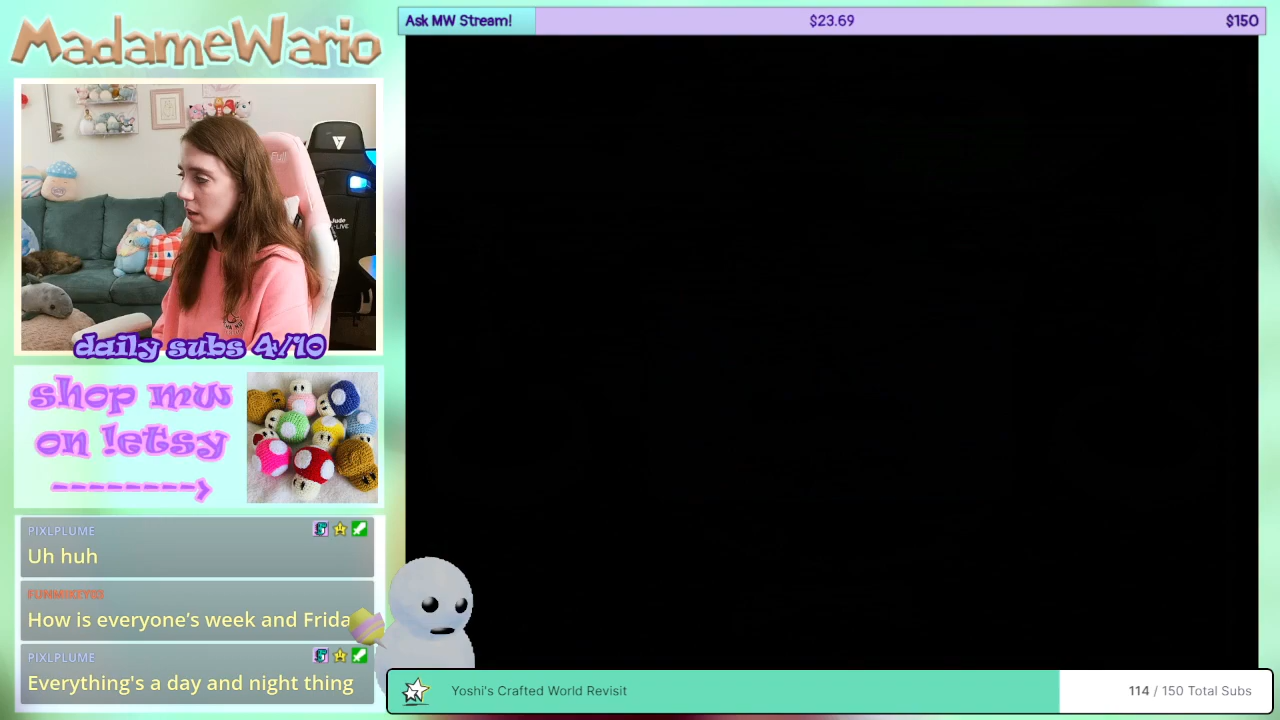 MadameWario
Ask MW Stream!
$23.69
$150
Full
daily subs 4/10
shop mw
on !etsy
--------->
PIXLPLUME
Uh huh
FUNMIKEY03
How is everyone's week and Frida
PIXLPLUME
Everything's a day and night thing
Yoshi's Crafted World Revisit
114 / 150 Total Subs